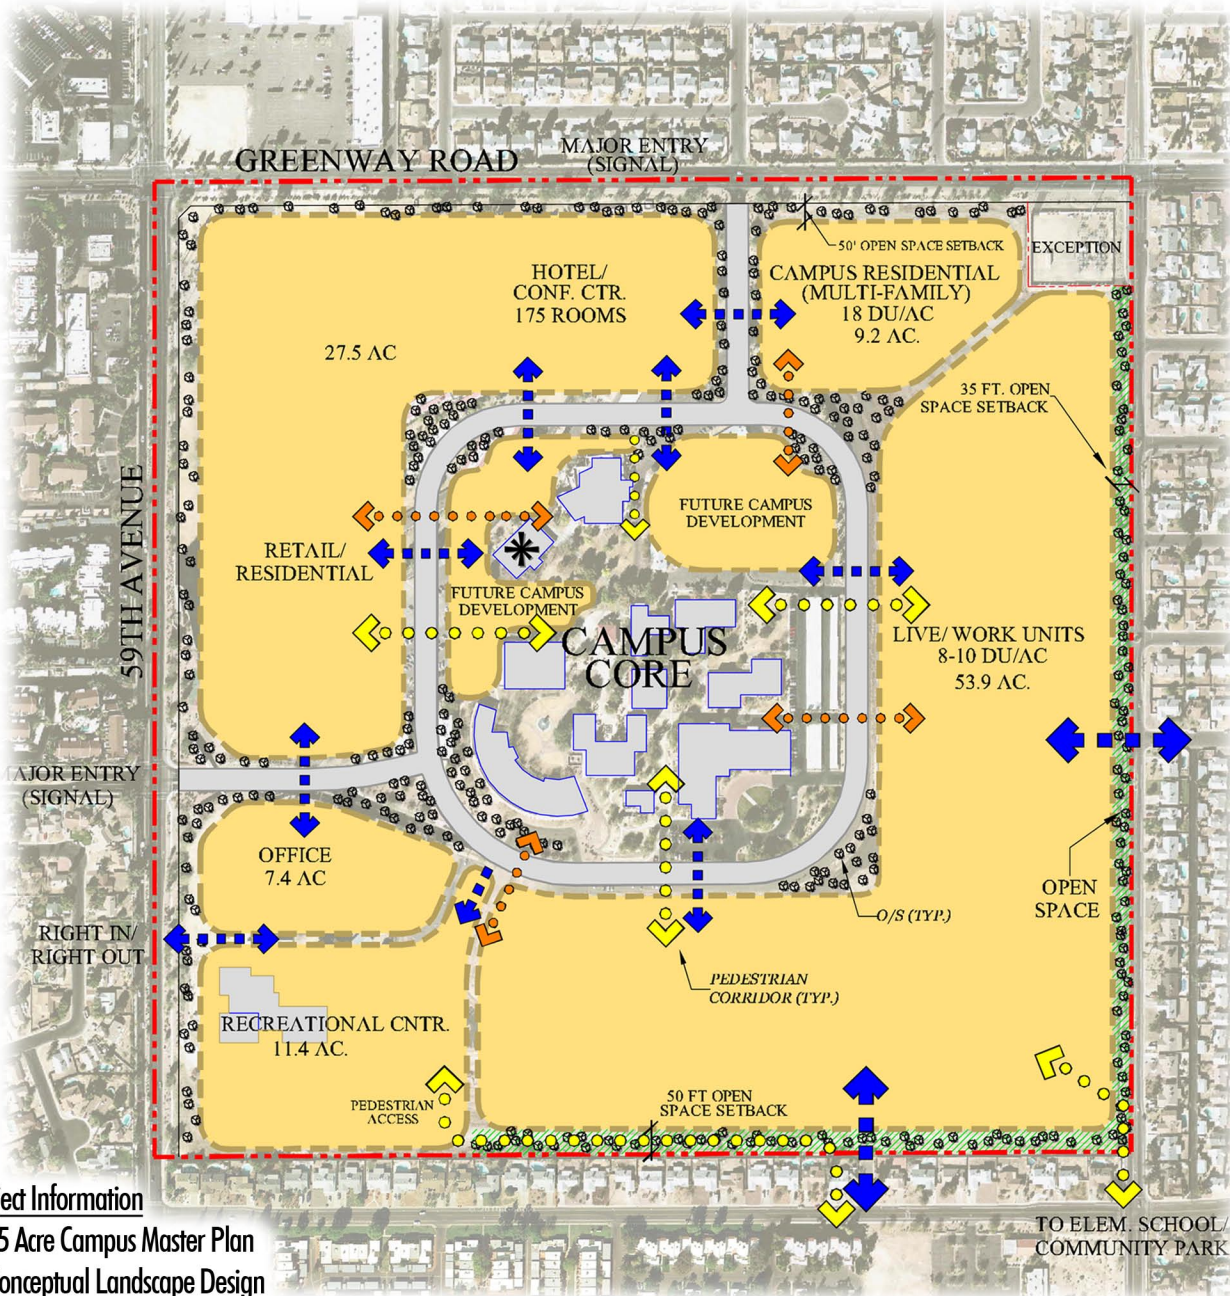 GREENWAY ROAD
MAJOR ENTRY
(SIGNAL)
50' OPEN SPACE SETBACK
EXCEPTION
HOTEL/
CONF. CTR.
175 ROOMS
CAMPUS RESIDENTIAL
(MULTI-FAMILY)
18 DU/AC
9.2 AC.
27.5 AC
35 FT. OPEN
SPACE SETBACK
59TH AVENUE
FUTURE CAMPUS
DEVELOPMENT
RETAIL/
RESIDENTIAL
FUTURE CAMPUS
DEVELOPMENT
CAMPUS
CORE
LIVE/ WORK UNITS
8-10 DU/AC
53.9 AC.
AJOR ENTRY
(SIGNAL)
OFFICE
7.4 AC
OPEN
SPACE
O/S (TYP.)
RIGHT IN/
RIGHT OUT
PEDESTRIAN
CORRIDOR (TYP.)
RECREATIONAL CNTR.
11.4 AC.
PEDESTRIAN
ACCESS
50 FT OPEN
SPACE SETBACK
ect Information
5 Acre Campus Master Plan
onceptual Landscape Design
TO ELEM. SCHOOL/
COMMUNITY PARK